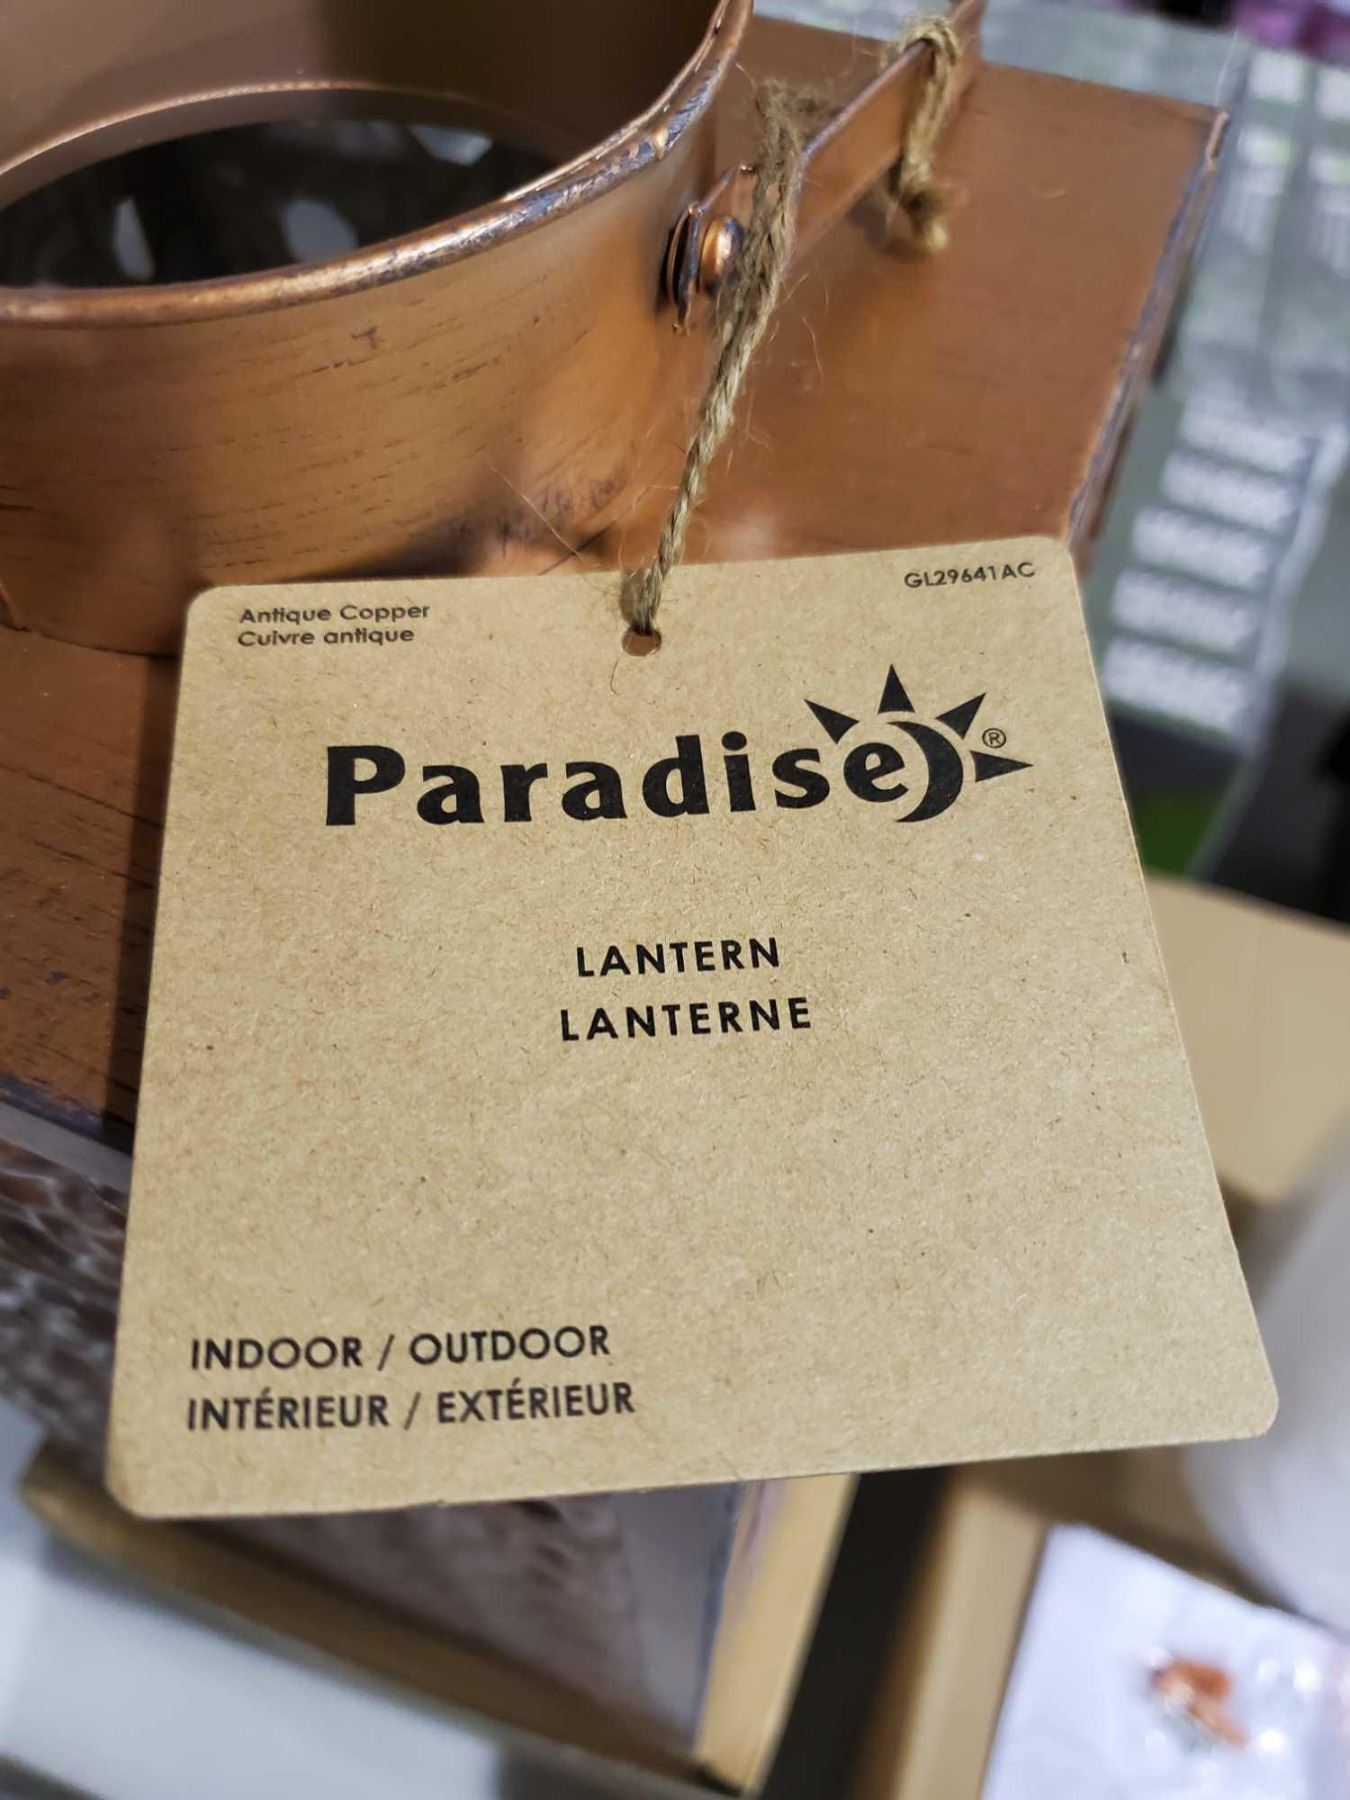 Antique Copper
Cuivre antique
GL29641AC
Paradise®
LANTERN
LANTERNE
INDOOR / OUTDOOR
INTÉRIEUR / EXTÉRIEUR